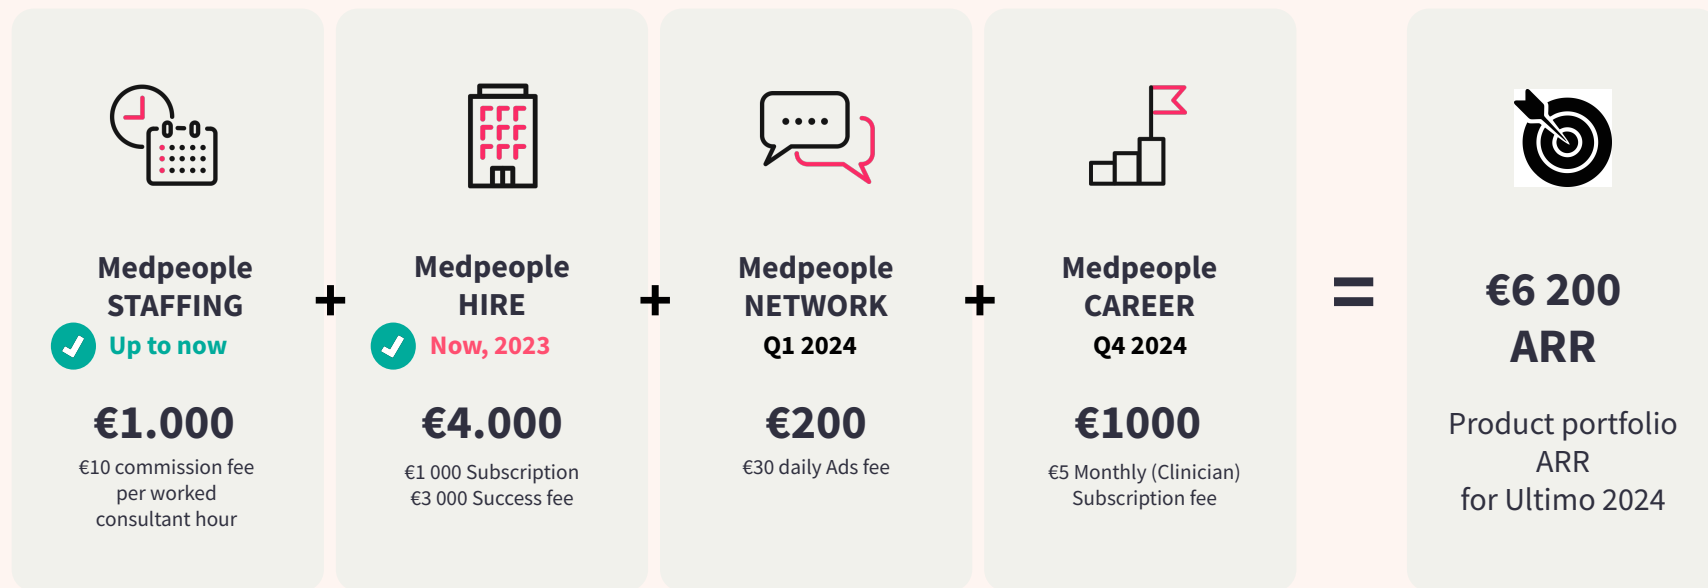 Medpeople
STAFFING
Up to now
€1.000
€10 commission fee
per worked
consultant hour
+
Medpeople
HIRE
Now, 2023
€4.000
€1 000 Subscription
€3 000 Success fee
+
Medpeople
NETWORK
Q1 2024
€200
€30 daily Ads fee
+
Medpeople
CAREER
Q4 2024
€1000
€5 Monthly (Clinician)
Subscription fee
=
€6 200
ARR
Product portfolio
ARR
for Ultimo 2024